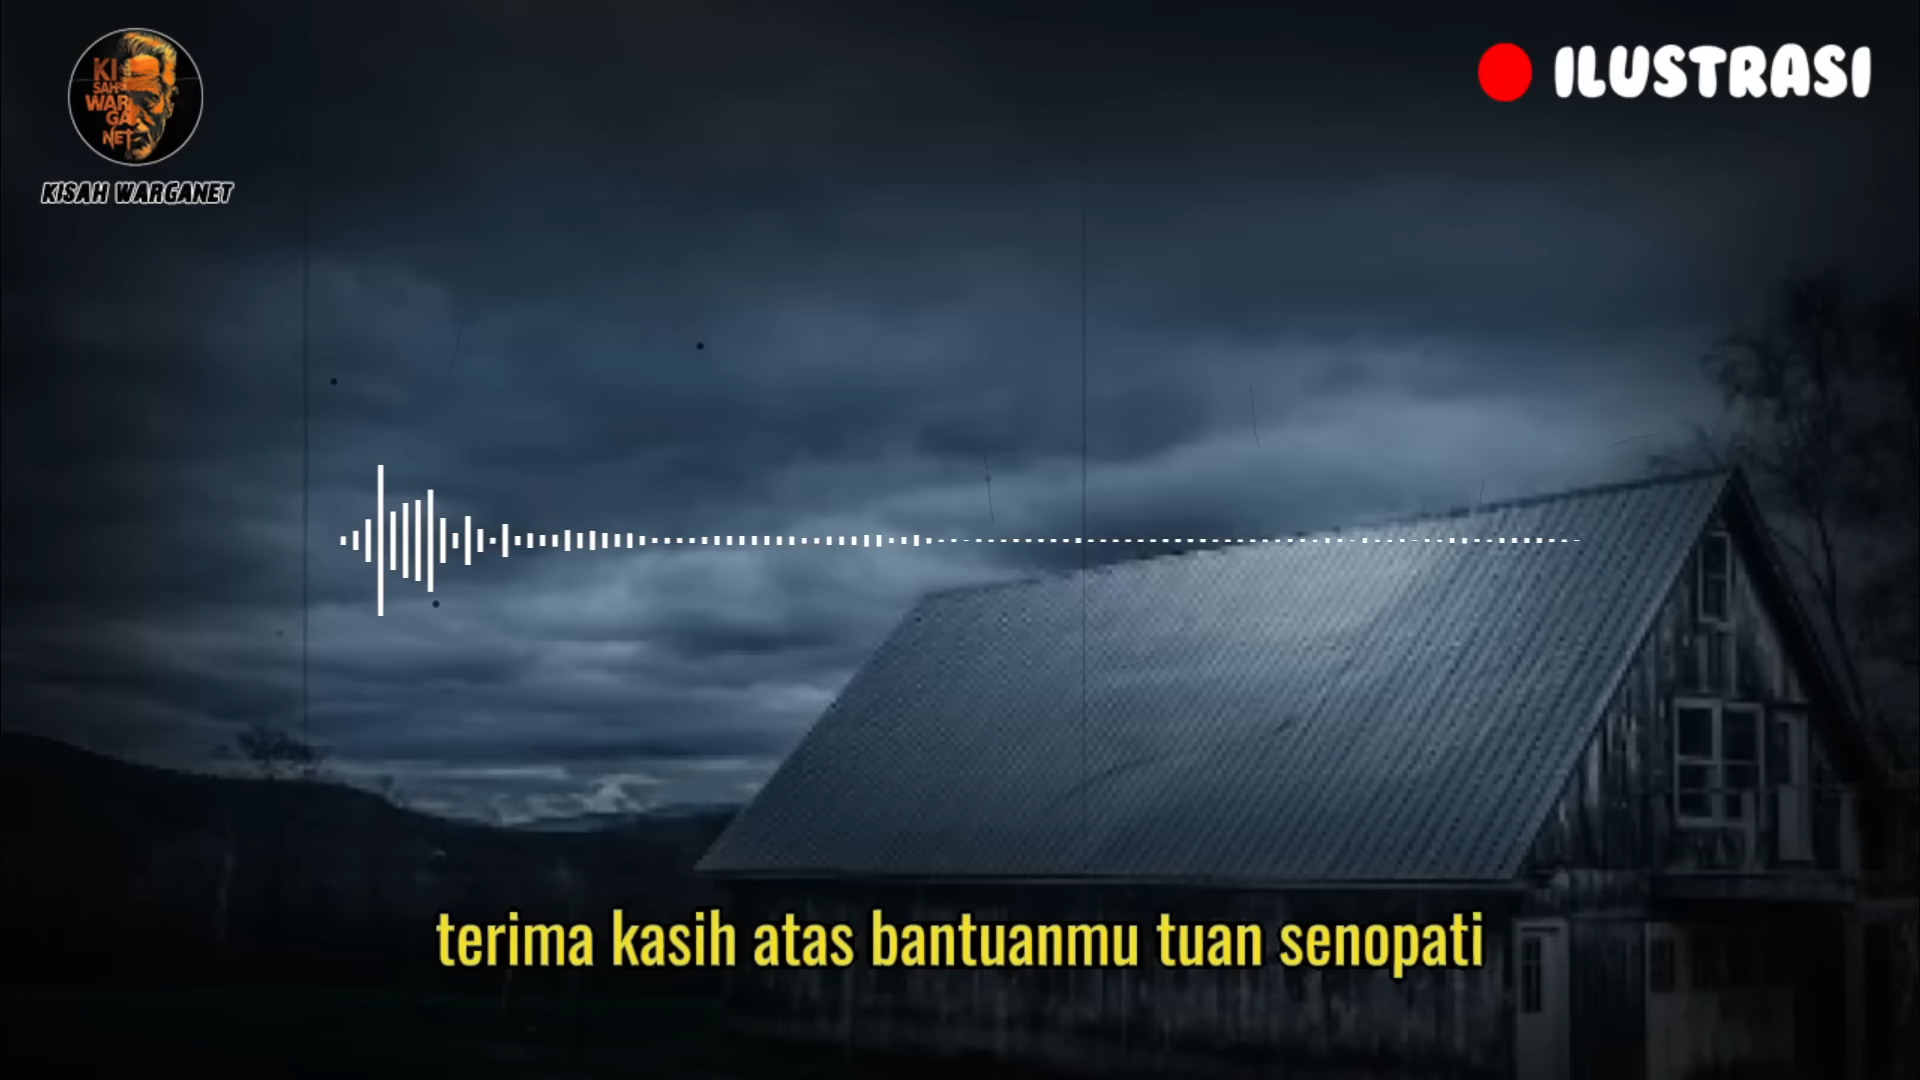 KI
SAH
WAR
GA
NET
KISAH WARGANET
ILUSTRASI
terima kasih atas bantuanmu tuan senopati